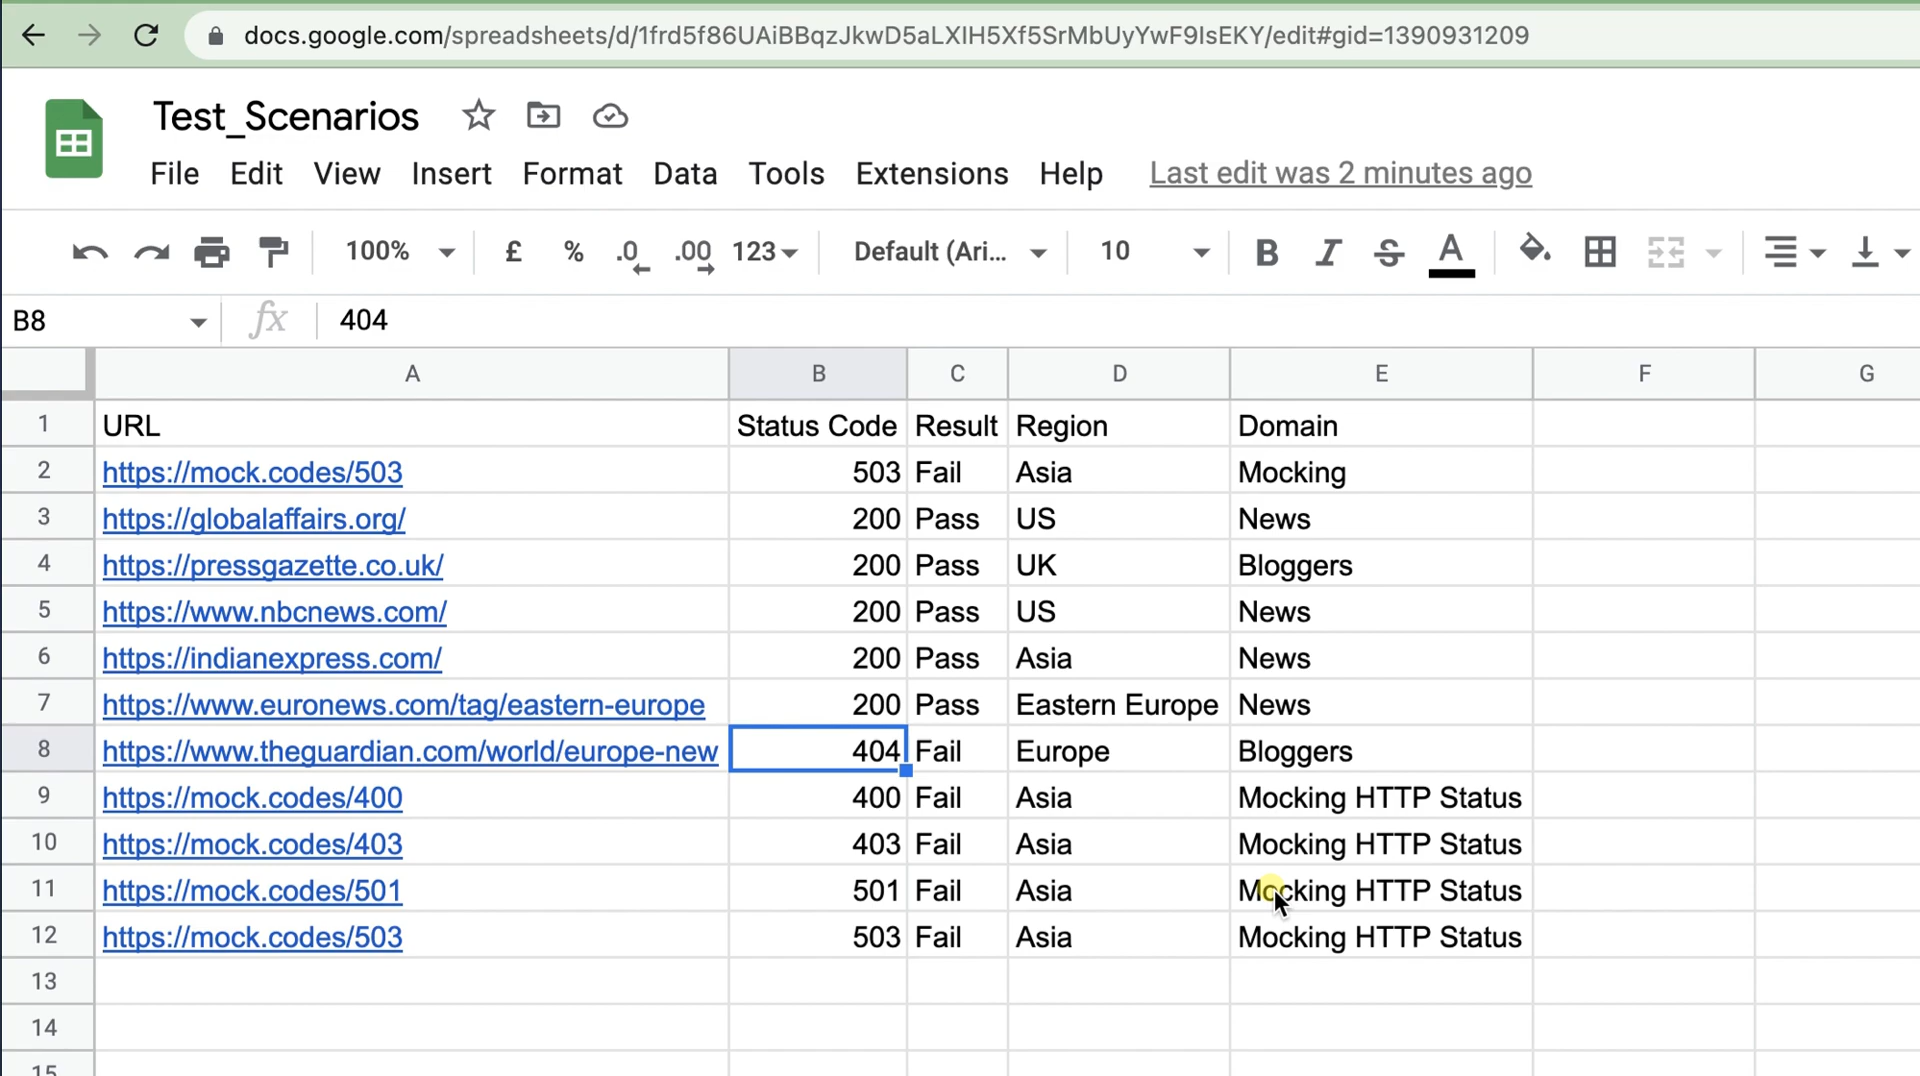 docs.google.com/spreadsheets/d/1frd5f86UAiBBqzJkwD5aLXIH5Xf5SrMbUyYwF9IsEKY/edit#gid=1390931209
Test_Scenarios
File Edit View Insert Format Data Tools Extensions Help Last edit was 2 minutes ago
100% £ % .0 .00 123 Default (Ari... 10 B I S A
B8 fx 404
A B C D E F G
1 URL Status Code Result Region Domain
2 https://mock.codes/503 503 Fail Asia Mocking
3 https://globalaffairs.org/ 200 Pass US News
4 https://pressgazette.co.uk/ 200 Pass UK Bloggers
5 https://www.nbcnews.com/ 200 Pass US News
6 https://indianexpress.com/ 200 Pass Asia News
7 https://www.euronews.com/tag/eastern-europe 200 Pass Eastern Europe News
8 https://www.theguardian.com/world/europe-new 404 Fail Europe Bloggers
9 https://mock.codes/400 400 Fail Asia Mocking HTTP Status
10 https://mock.codes/403 403 Fail Asia Mocking HTTP Status
11 https://mock.codes/501 501 Fail Asia Mocking HTTP Status
12 https://mock.codes/503 503 Fail Asia Mocking HTTP Status
13
14
15